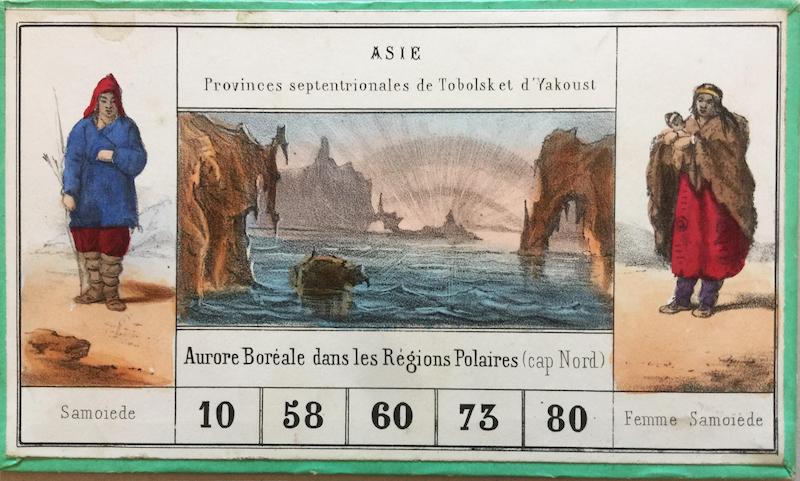 ASIE
Provinces septentrionales de Tobolsk et d'Yakoust
Aurore Boréale dans les Régions Polaires (cap Nord)
Samoïede
10 58 60 73 80
Femme Samoïède